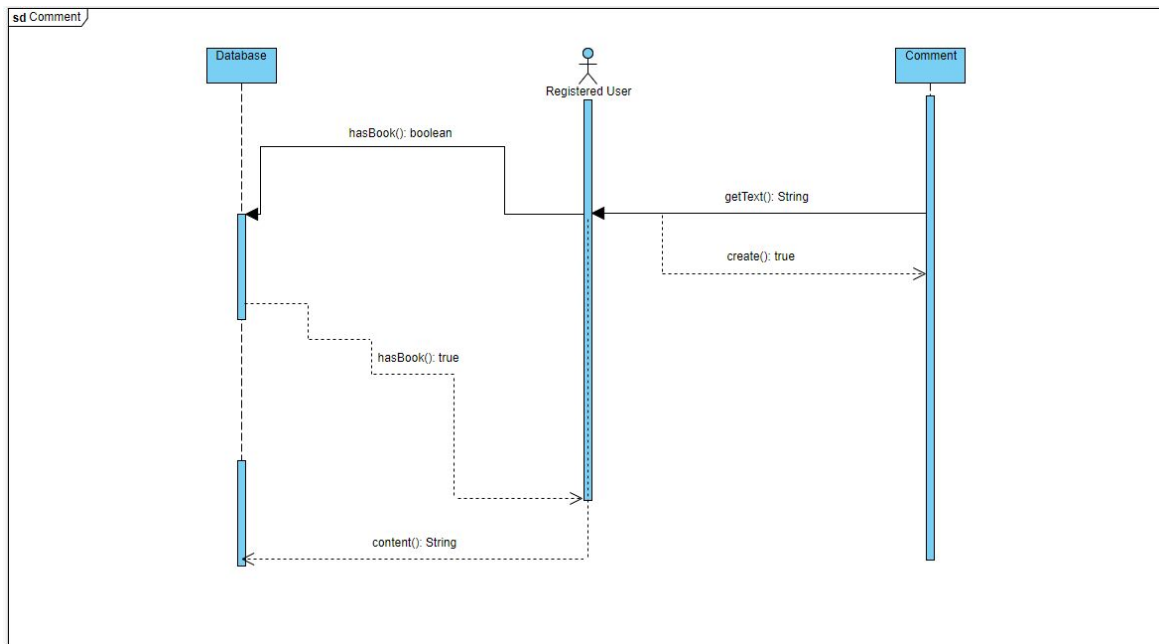 sd Comment
Database
Registered User
Comment
hasBook(): boolean
getText(): String
create(): true
hasBook(): true
content(): String